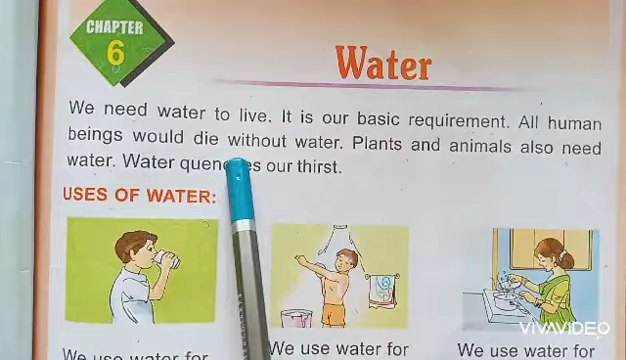 CHAPTER
6
Water
We need water to live. It is our basic requirement. All human
beings would die without water. Plants and animals also need
water. Water our thirst.
USES OF WATER:
We use water for
We use water for
We use water for
VIVAVIDEO